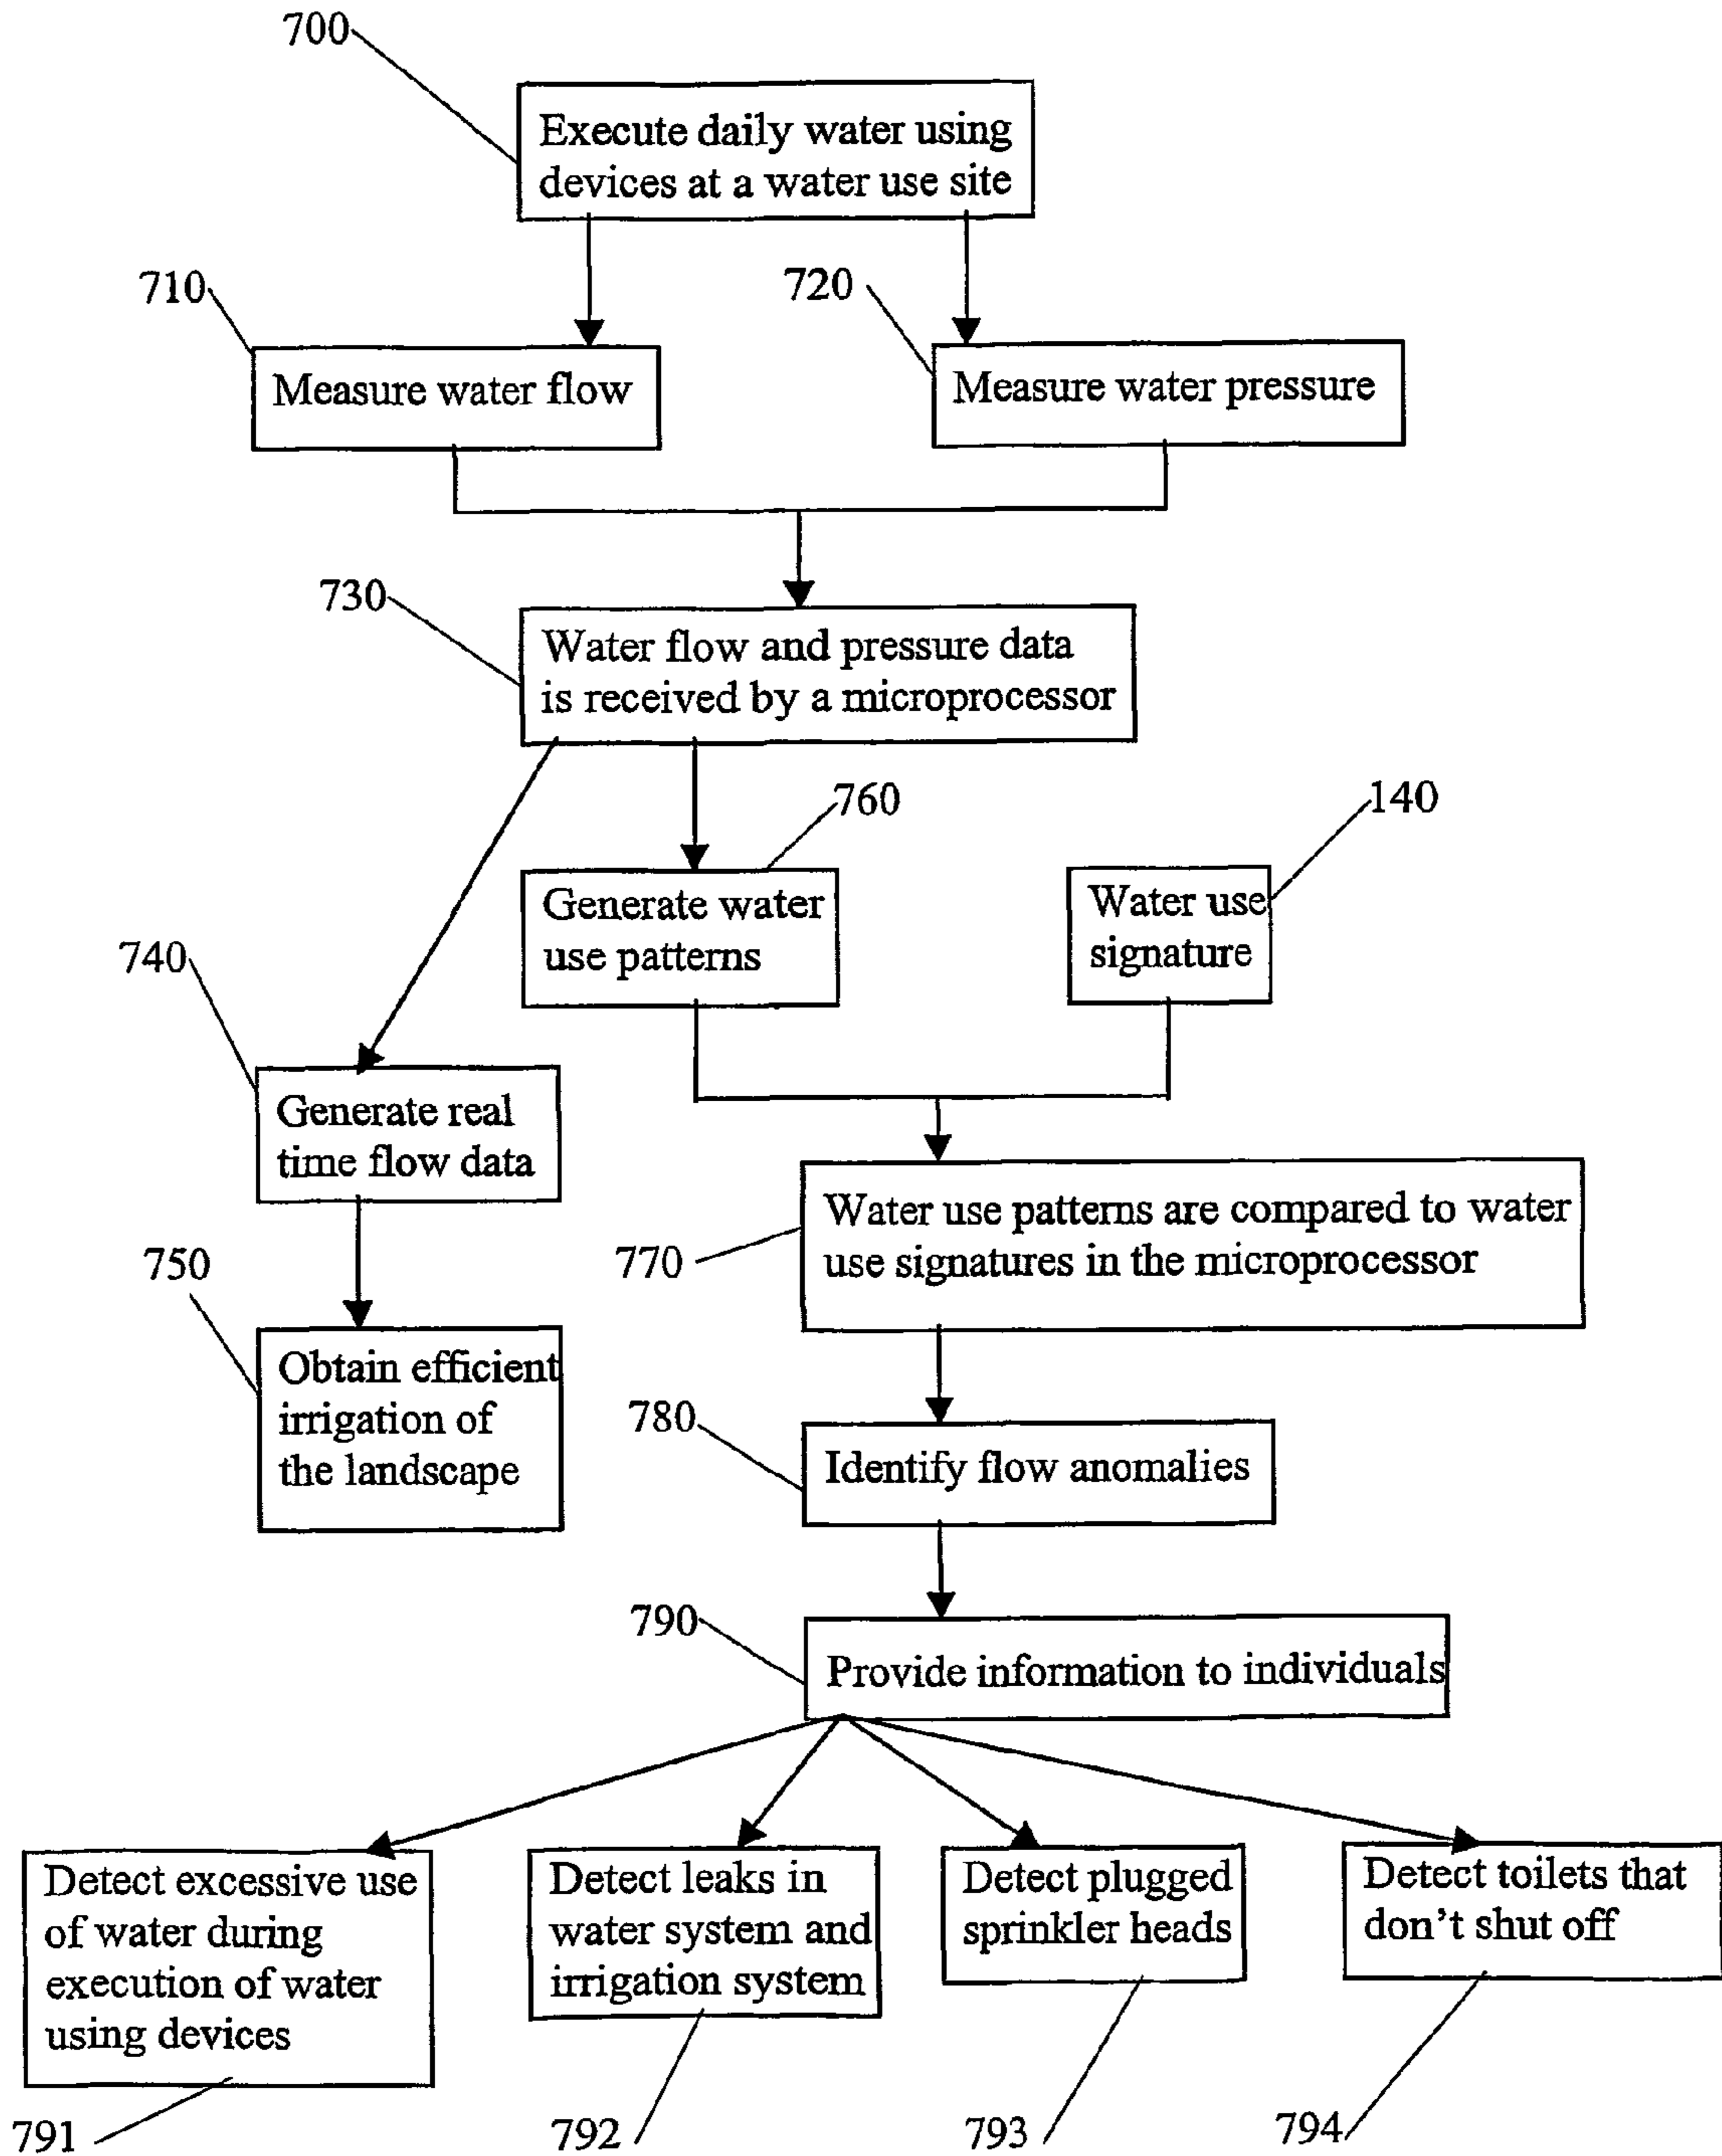 700
Execute daily water using
devices at a water use site
710
720
Measure water flow
Measure water pressure
730
Water flow and pressure data
is received by a microprocessor
760
140
Generate water
use patterns
Water use
signature
740
Generate real
time flow data
770
Water use patterns are compared to water
use signatures in the microprocessor
750
Obtain efficient
irrigation of
the landscape
780
Identify flow anomalies
790
Provide information to individuals
Detect excessive use
of water during
execution of water
using devices
Detect leaks in
water system and
irrigation system
Detect plugged
sprinkler heads
Detect toilets that
don't shut off
791
792
793
794